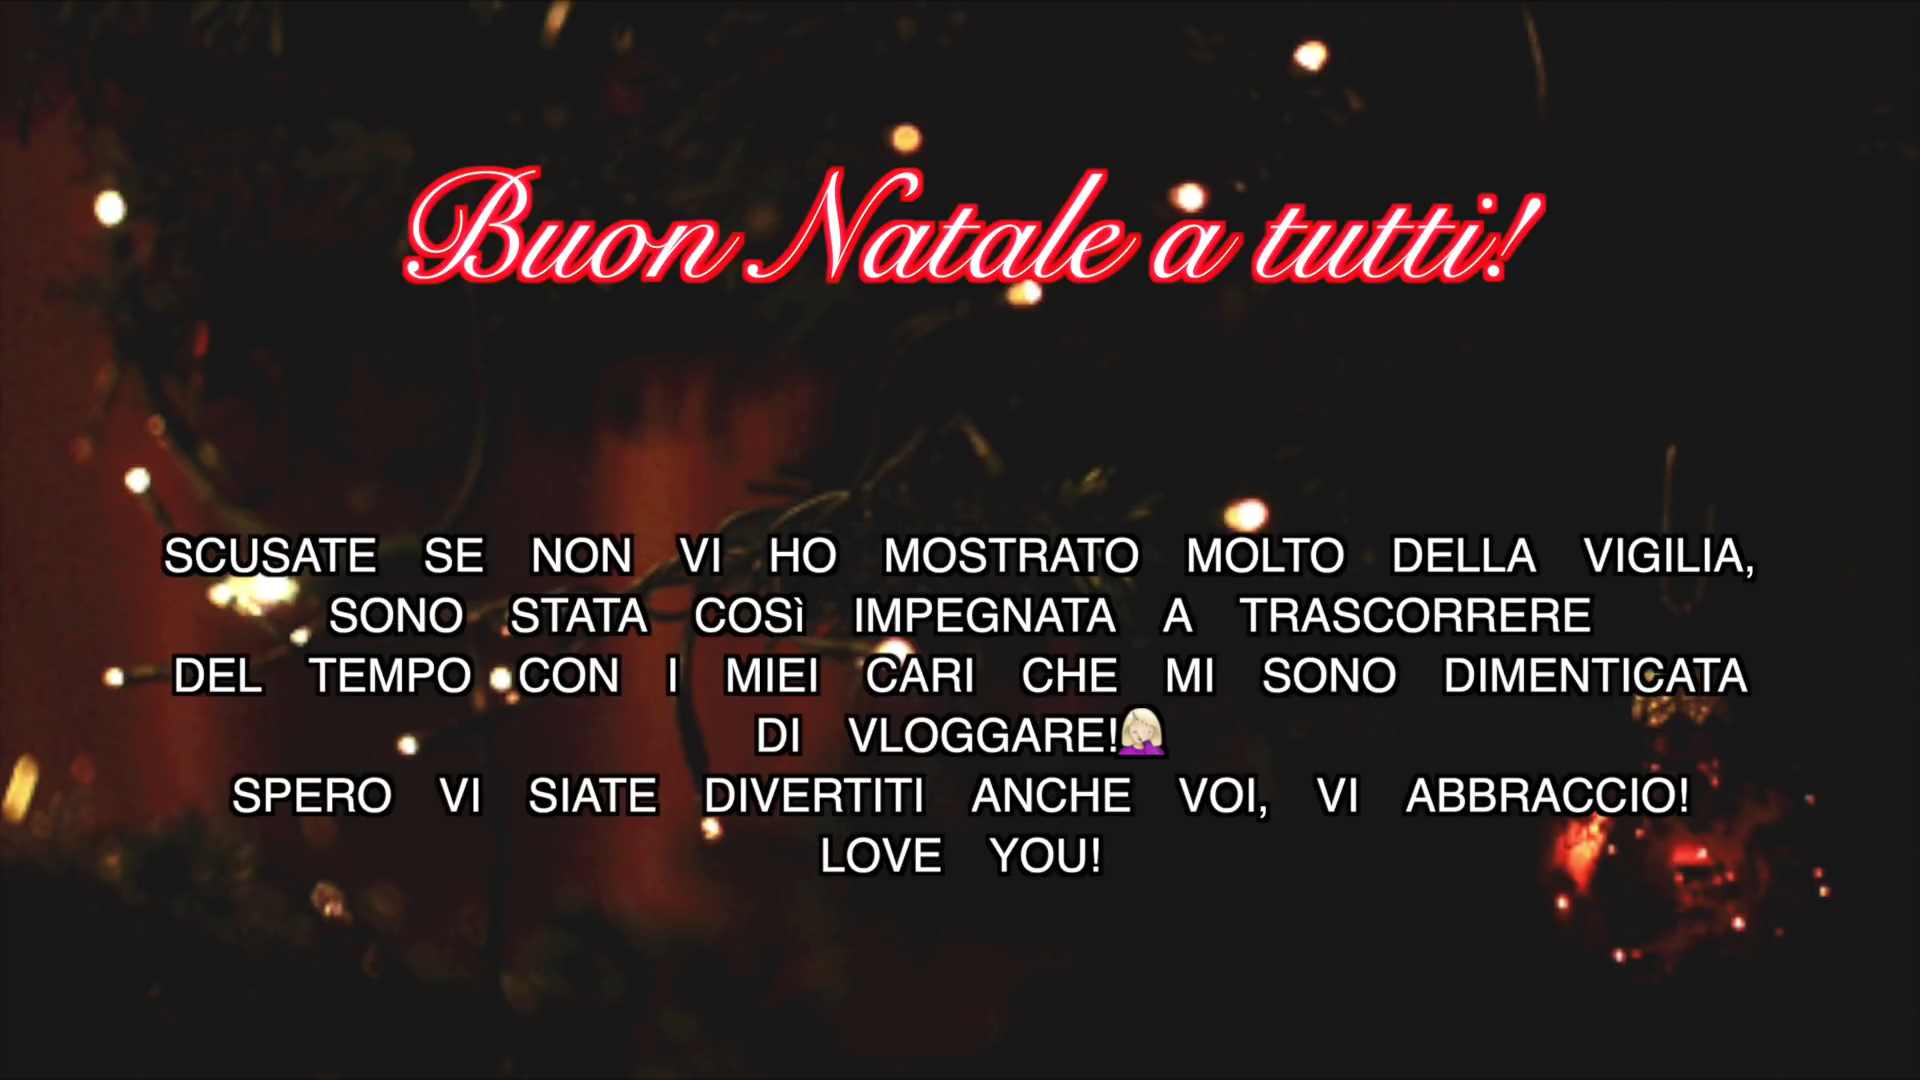 Buon Natale a tutti!
SCUSATE SE NON VI HO MOSTRATO MOLTO DELLA VIGILIA,
SONO STATA COSì IMPEGNATA A TRASCORRERE
DEL TEMPO CON I MIEI CARI CHE MI SONO DIMENTICATA
DI VLOGGARE!🤦🏼‍♀️
SPERO VI SIATE DIVERTITI ANCHE VOI, VI ABBRACCIO!
LOVE YOU!